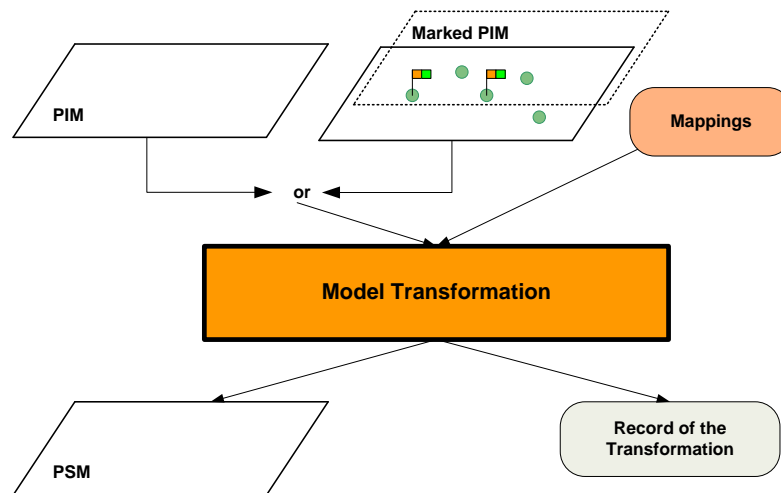 Marked PIM
PIM
Mappings
or
Model Transformation
PSM
Record of the
Transformation